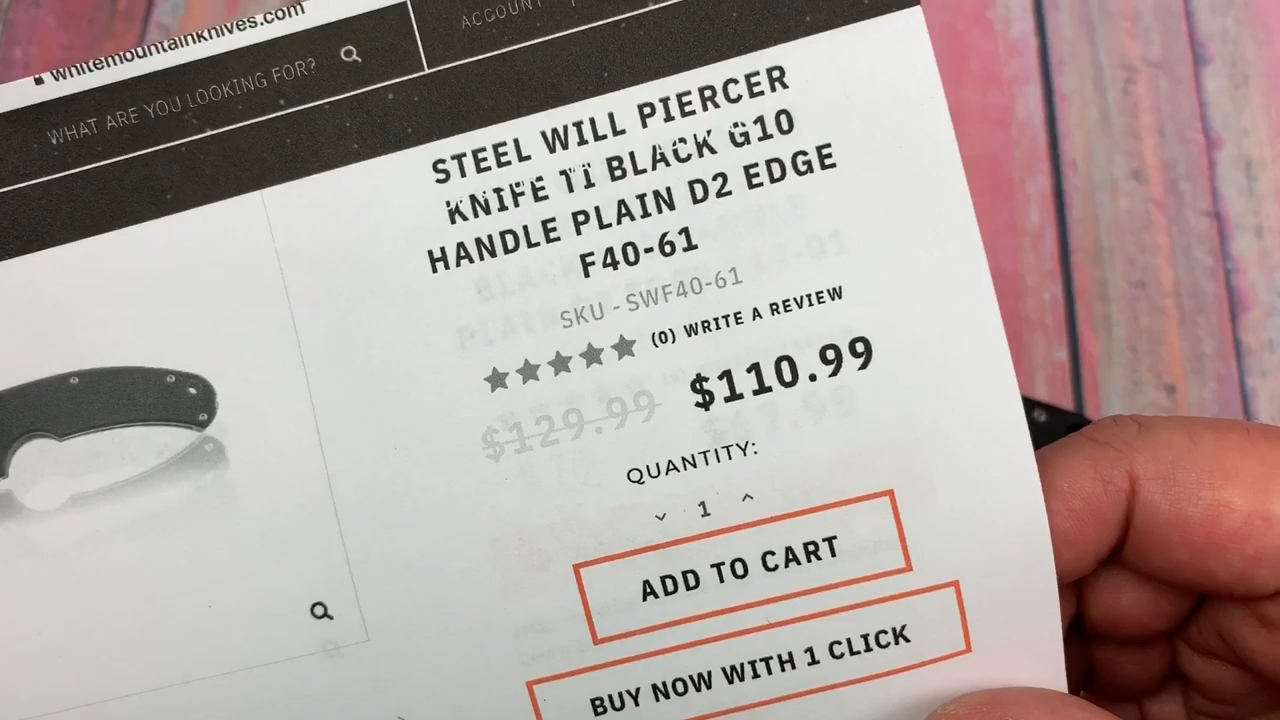 whitemountainknives.com
ACCOUNT
WHAT ARE YOU LOOKING FOR?
STEEL WILL PIERCER
KNIFE TI BLACK G10
HANDLE PLAIN D2 EDGE
F40-61
SKU - SWF40-61
(0) WRITE A REVIEW
$129.99 $110.99
QUANTITY:
1
ADD TO CART
BUY NOW WITH 1 CLICK